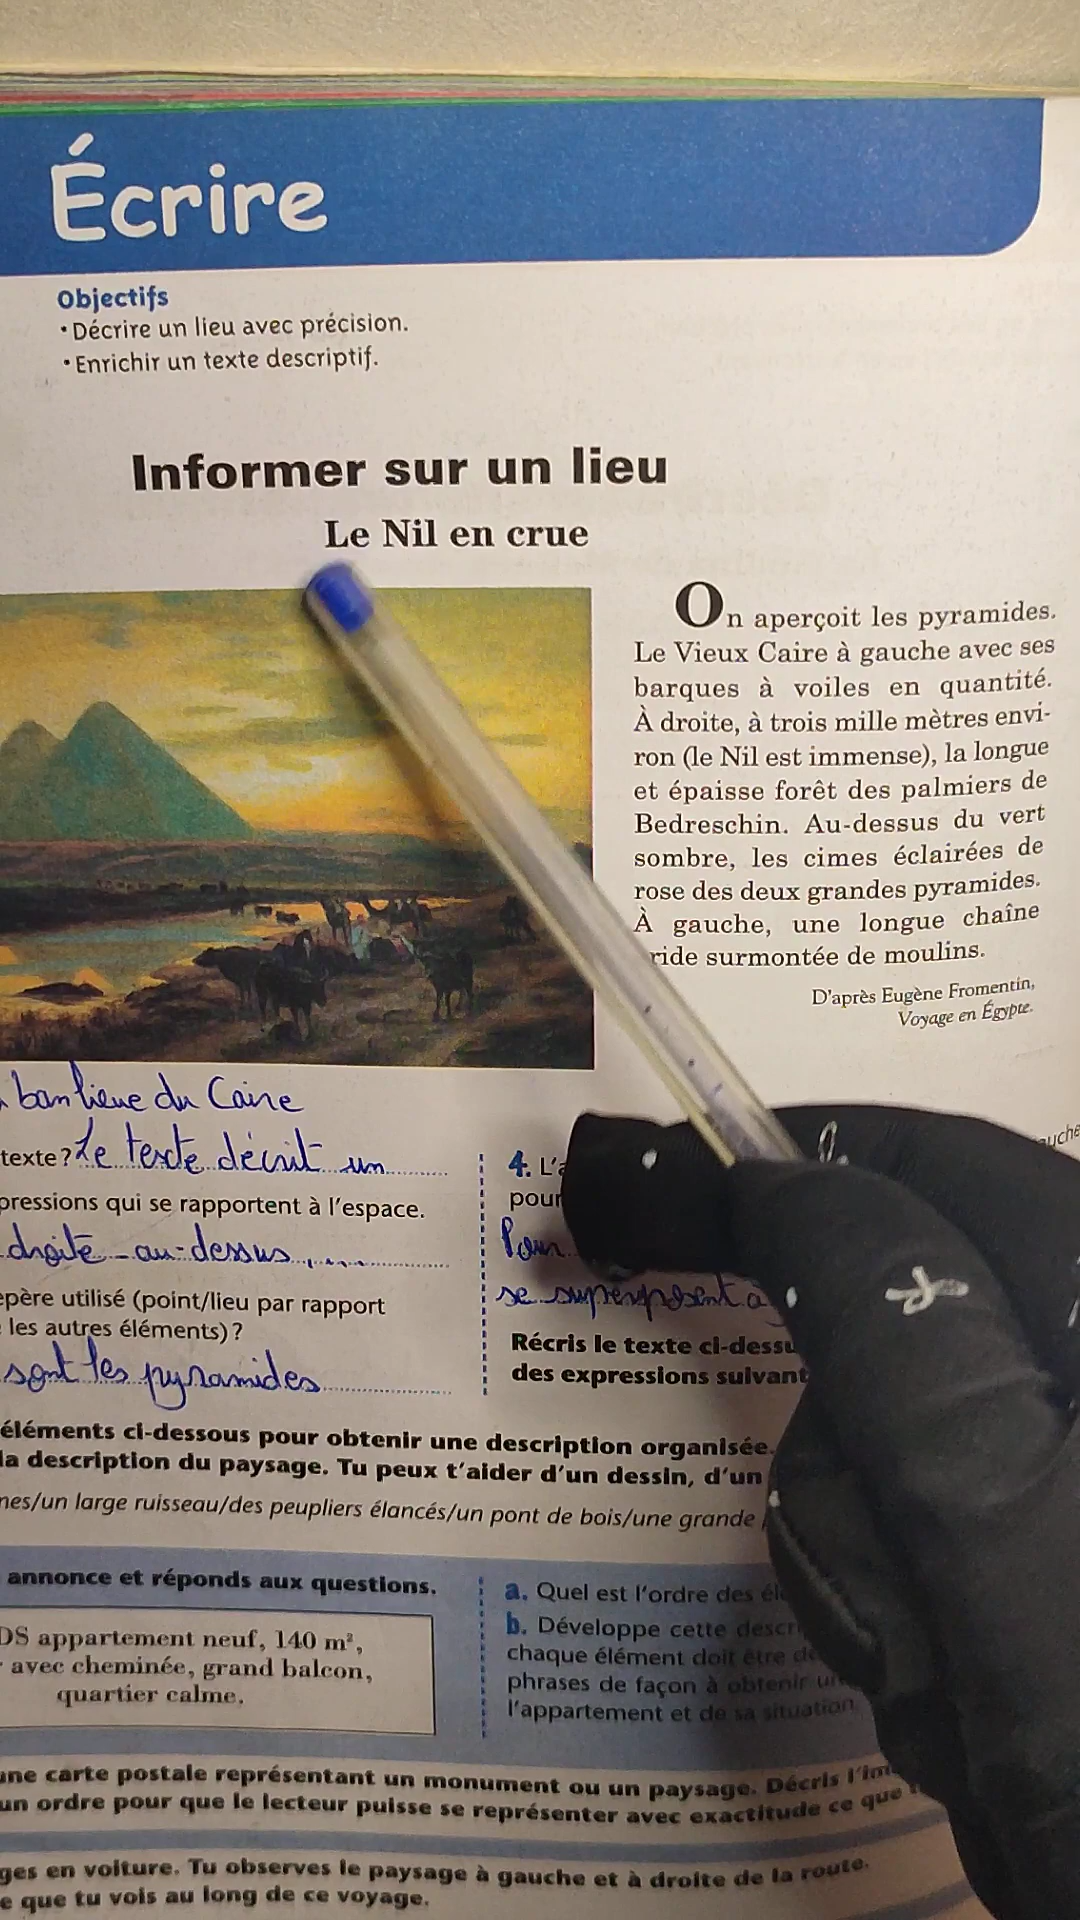 Écrire
Objectifs
• Décrire un lieu avec précision.
• Enrichir un texte descriptif.
Informer sur un lieu
Le Nil en crue
On aperçoit les pyramides.
Le Vieux Caire à gauche avec ses
barques à voiles en quantité.
À droite, à trois mille mètres envi-
ron (le Nil est immense), la longue
et épaisse forêt des palmiers de
Bedreschin. Au-dessus du vert
sombre, les cimes éclairées de
rose des deux grandes pyramides.
À gauche, une longue chaîne
ride surmontée de moulins.
D'après Eugène Fromentin,
Voyage en Égypte.
banlieue du Caire
texte ? Le texte décrit un
pressions qui se rapportent à l'espace.
droite - au-dessus, ...
epère utilisé (point/lieu par rapport
les autres éléments) ?
sont les pyramides
4. L'a
pour
Pour
se superposent a
Récris le texte ci-dessu
des expressions suivant
éléments ci-dessous pour obtenir une description organisée.
la description du paysage. Tu peux t'aider d'un dessin, d'un
nes/un large ruisseau/des peupliers élancés/un pont de bois/une grande
annonce et réponds aux questions.
DS appartement neuf, 140 m²,
avec cheminée, grand balcon,
quartier calme.
a. Quel est l'ordre des élé
b. Développe cette descri
chaque élément doit être dé
phrases de façon à obtenir un
l'appartement et de sa situation.
une carte postale représentant un monument ou un paysage. Décris l'im
un ordre pour que le lecteur puisse se représenter avec exactitude ce que
ges en voiture. Tu observes le paysage à gauche et à droite de la route.
e que tu vois au long de ce voyage.